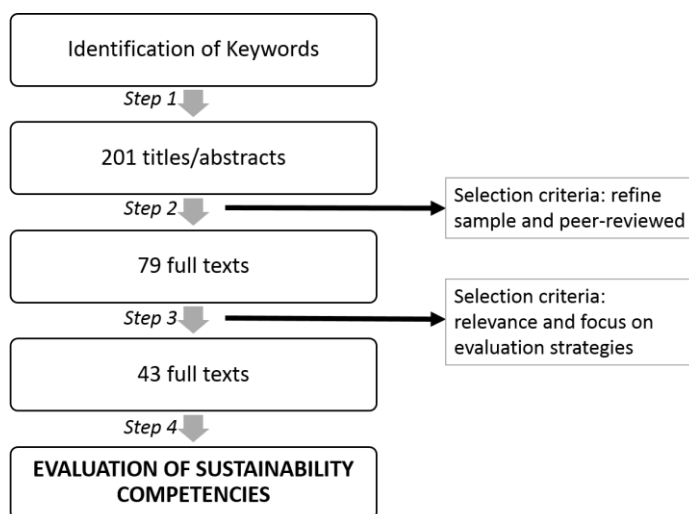 Identification of Keywords
Step 1
201 titles/abstracts
Step 2
Selection criteria: refine
sample and peer-reviewed
79 full texts
Step 3
Selection criteria:
relevance and focus on
evaluation strategies
43 full texts
Step 4
EVALUATION OF SUSTAINABILITY
COMPETENCIES